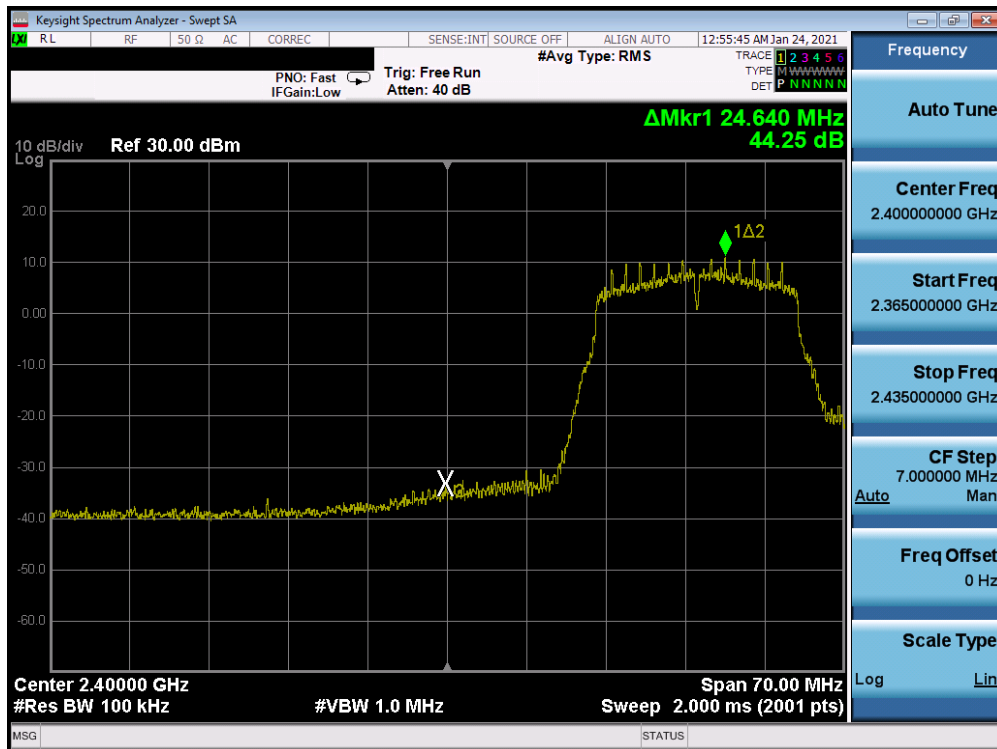 Keysight Spectrum Analyzer - Swept SA
LXI RL RF 50 Ω AC CORREC SENSE:INT SOURCE OFF ALIGN AUTO 12:55:45 AM Jan 24, 2021
#Avg Type: RMS TRACE 1 2 3 4 5 6
PNO: Fast Trig: Free Run TYPE M WWWWW
IFGain:Low Atten: 40 dB DET P N N N N N
ΔMkr1 24.640 MHz
44.25 dB
10 dB/div Ref 30.00 dBm
Log
20.0
1Δ2
10.0
0.00
-10.0
-20.0
-30.0
X2
-40.0
-50.0
-60.0
Center 2.40000 GHz Span 70.00 MHz
#Res BW 100 kHz #VBW 1.0 MHz Sweep 2.000 ms (2001 pts)
MSG STATUS
Frequency
Auto Tune
Center Freq
2.400000000 GHz
Start Freq
2.365000000 GHz
Stop Freq
2.435000000 GHz
CF Step
7.000000 MHz
Auto Man
Freq Offset
0 Hz
Scale Type
Log Lin